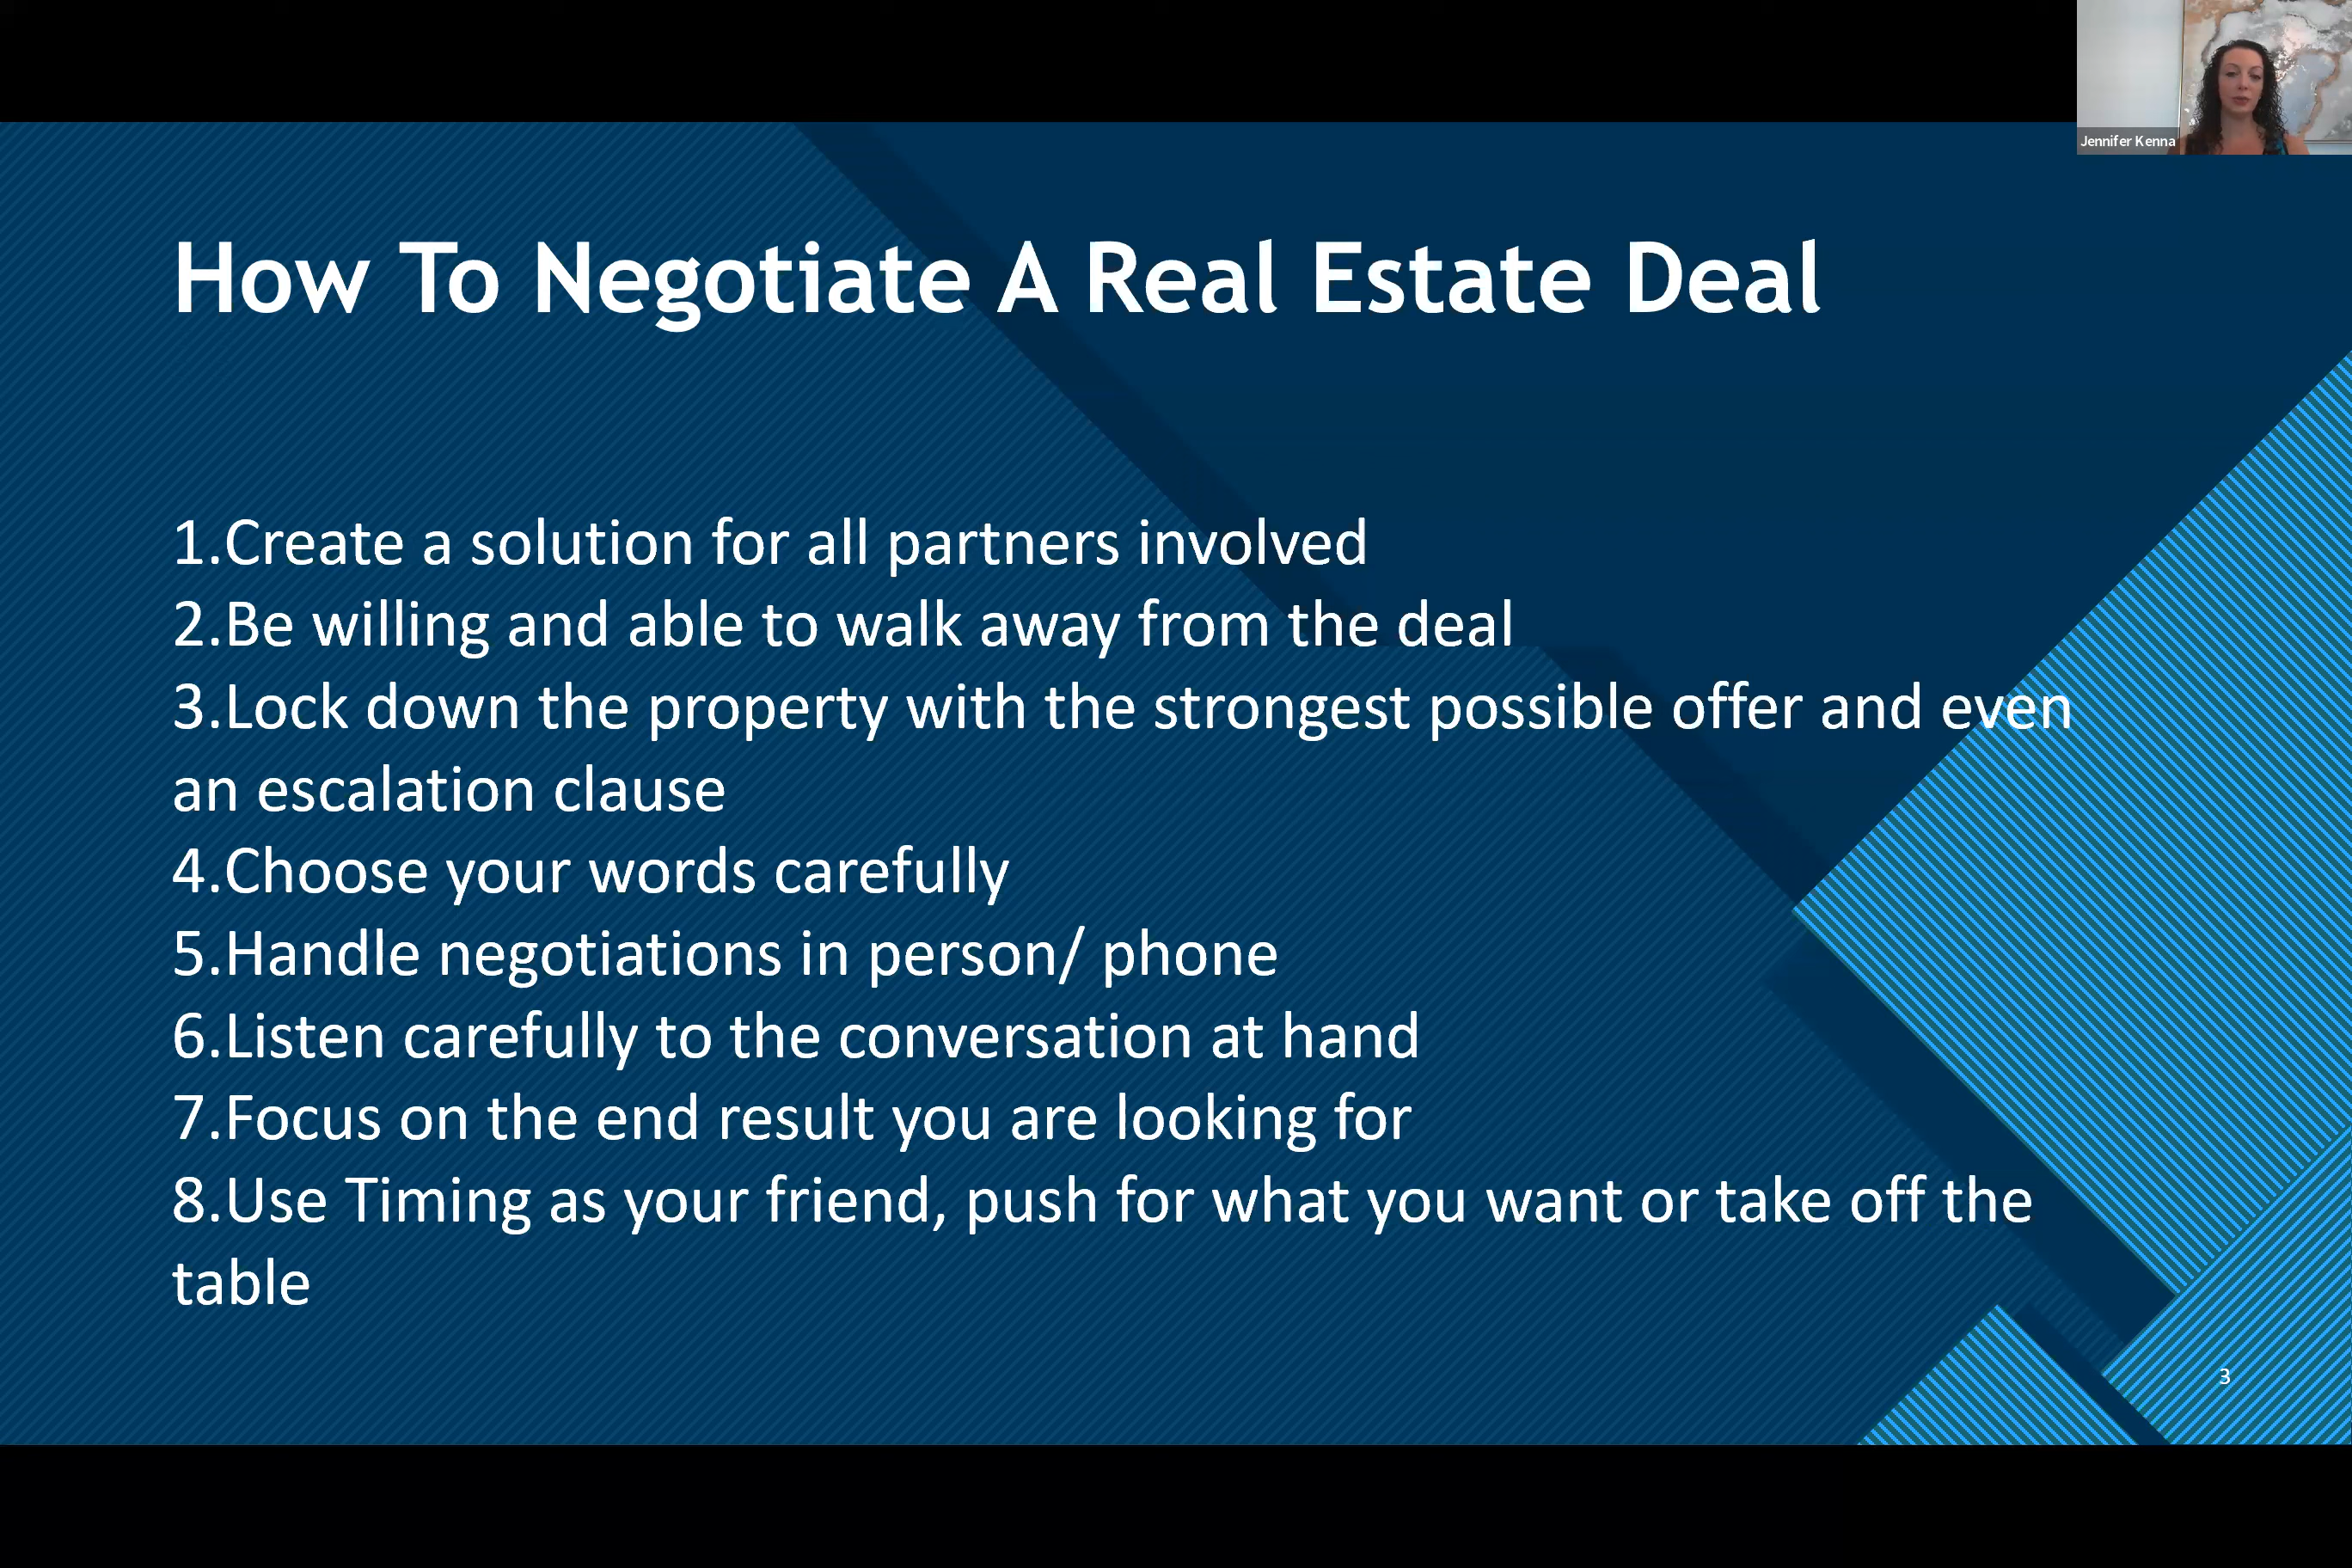 Jennifer Kenna
How To Negotiate A Real Estate Deal
1.Create a solution for all partners involved
2.Be willing and able to walk away from the deal
3.Lock down the property with the strongest possible offer and even
an escalation clause
4.Choose your words carefully
5.Handle negotiations in person/ phone
6.Listen carefully to the conversation at hand
7.Focus on the end result you are looking for
8.Use Timing as your friend, push for what you want or take off the
table
3